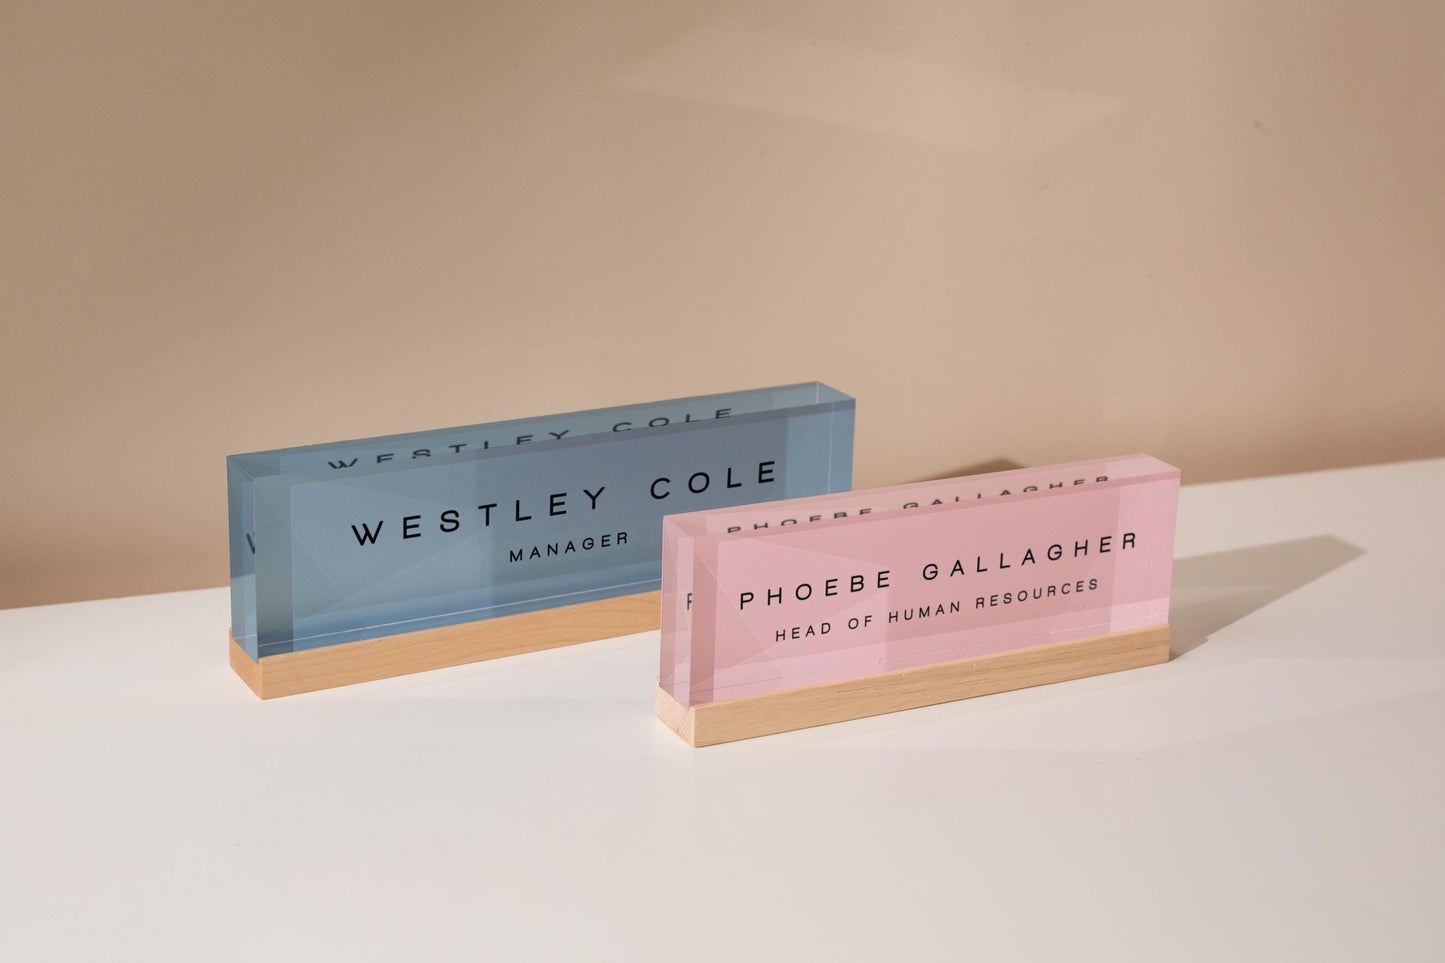 WESTLEY COLE
MANAGER
PHOEBE GALLAGHER
HEAD OF HUMAN RESOURCES